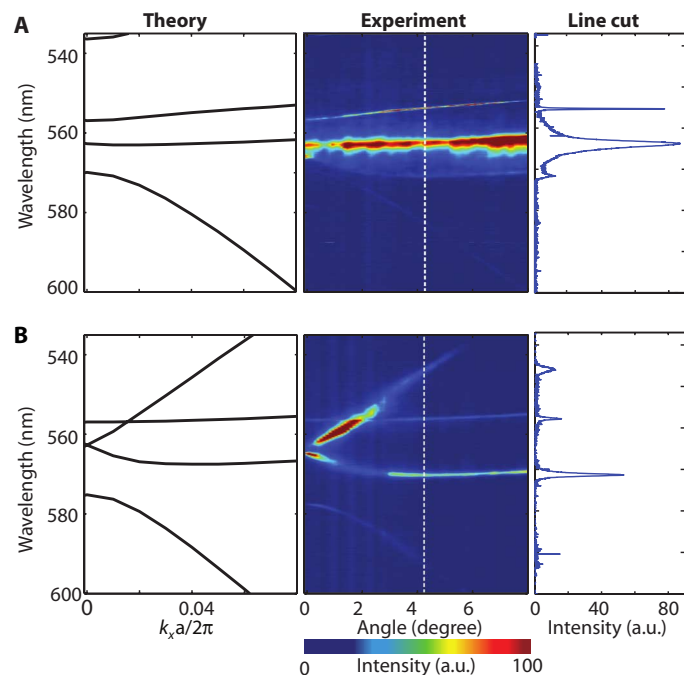 A Theory Experiment Line cut
Wavelength (nm)
540
560
580
600
B
Wavelength (nm)
540
560
580
600
0 0.04 0 2 4 6 0 40 80
kₓa/2π Angle (degree) Intensity (a.u.)
0 Intensity (a.u.) 100